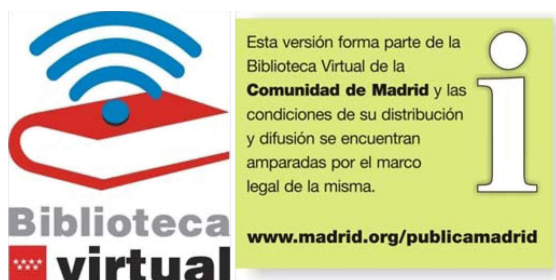 Biblioteca
virtual
Esta versión forma parte de la
Biblioteca Virtual de la
Comunidad de Madrid y las
condiciones de su distribución
y difusión se encuentran
amparadas por el marco
legal de la misma.
www.madrid.org/publicamadrid
i